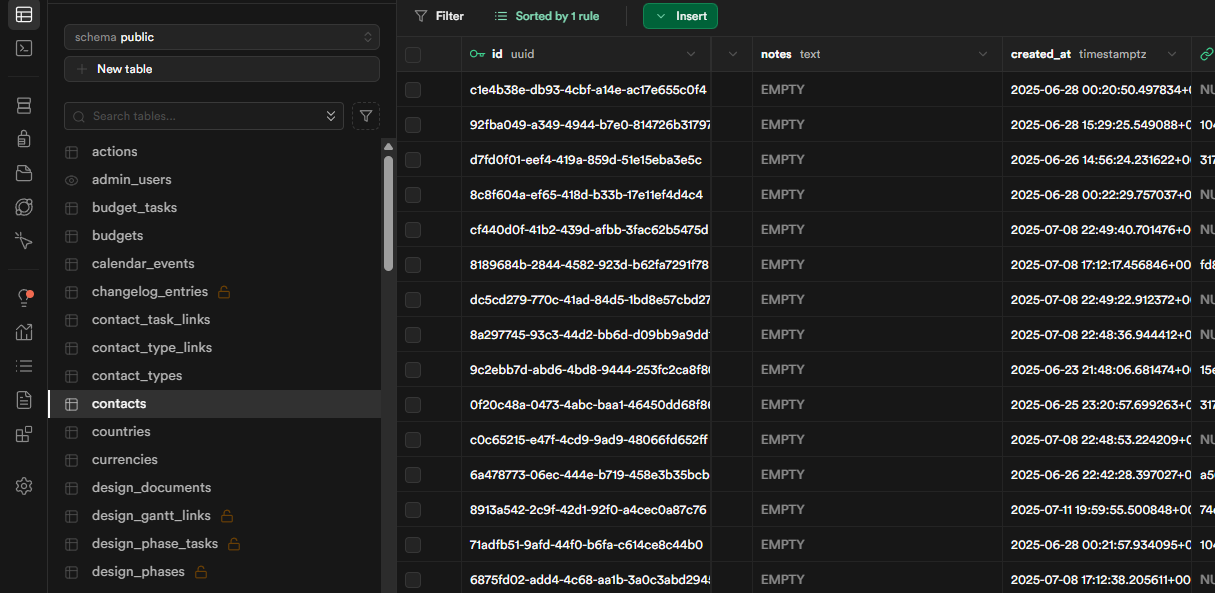 Filter Sorted by 1 rule Insert
schema public
New table
Search tables...
actions
admin_users
budget_tasks
budgets
calendar_events
changelog_entries
contact_task_links
contact_type_links
contact_types
contacts
countries
currencies
design_documents
design_gantt_links
design_phase_tasks
design_phases
id uuid notes text created_at timestamptz
c1e4b38e-db93-4cbf-a14e-ac17e655c0f4 EMPTY 2025-06-28 00:20:50.497834+ NU
92fba049-a349-4944-b7e0-814726b31797 EMPTY 2025-06-28 15:29:25.549088+0 104
d7fd0f01-eef4-419a-859d-51e15eba3e5c EMPTY 2025-06-26 14:56:24.231622+0 317
8c8f604a-ef65-418d-b33b-17e11ef4d4c4 EMPTY 2025-06-28 00:22:29.757037+0 NU
cf440d0f-41b2-439d-afbb-3fac62b5475d EMPTY 2025-07-08 22:49:40.701476+0 NU
8189684b-2844-4582-923d-b62fa7291f78 EMPTY 2025-07-08 17:12:17.456846+00 fd8
dc5cd279-770c-41ad-84d5-1bd8e57cbd27 EMPTY 2025-07-08 22:49:22.912372+0 NU
8a297745-93c3-44d2-bb6d-d09bb9a9dd EMPTY 2025-07-08 22:48:36.944412+0 NU
9c2ebb7d-abd6-4bd8-9444-253fc2ca8f8 EMPTY 2025-06-23 21:48:06.681474+00 15e
0f20c48a-0473-4abc-baa1-46450dd68f8 EMPTY 2025-06-25 23:20:57.699263+0 317
c0c65215-e47f-4cd9-9ad9-48066fd652ff EMPTY 2025-07-08 22:48:53.224209+0 NU
6a478773-06ec-444e-b719-458e3b35bcb EMPTY 2025-06-26 22:42:28.397027+0 a5
8913a542-2c9f-42d1-92f0-a4cec0a87c76 EMPTY 2025-07-11 19:59:55.500848+00 74
71adfb51-9afd-44f0-b6fa-c614ce8c44b0 EMPTY 2025-06-28 00:21:57.934095+0 104
6875fd02-add4-4c68-aa1b-3a0c3abd294 EMPTY 2025-07-08 17:12:38.205611+00 NU